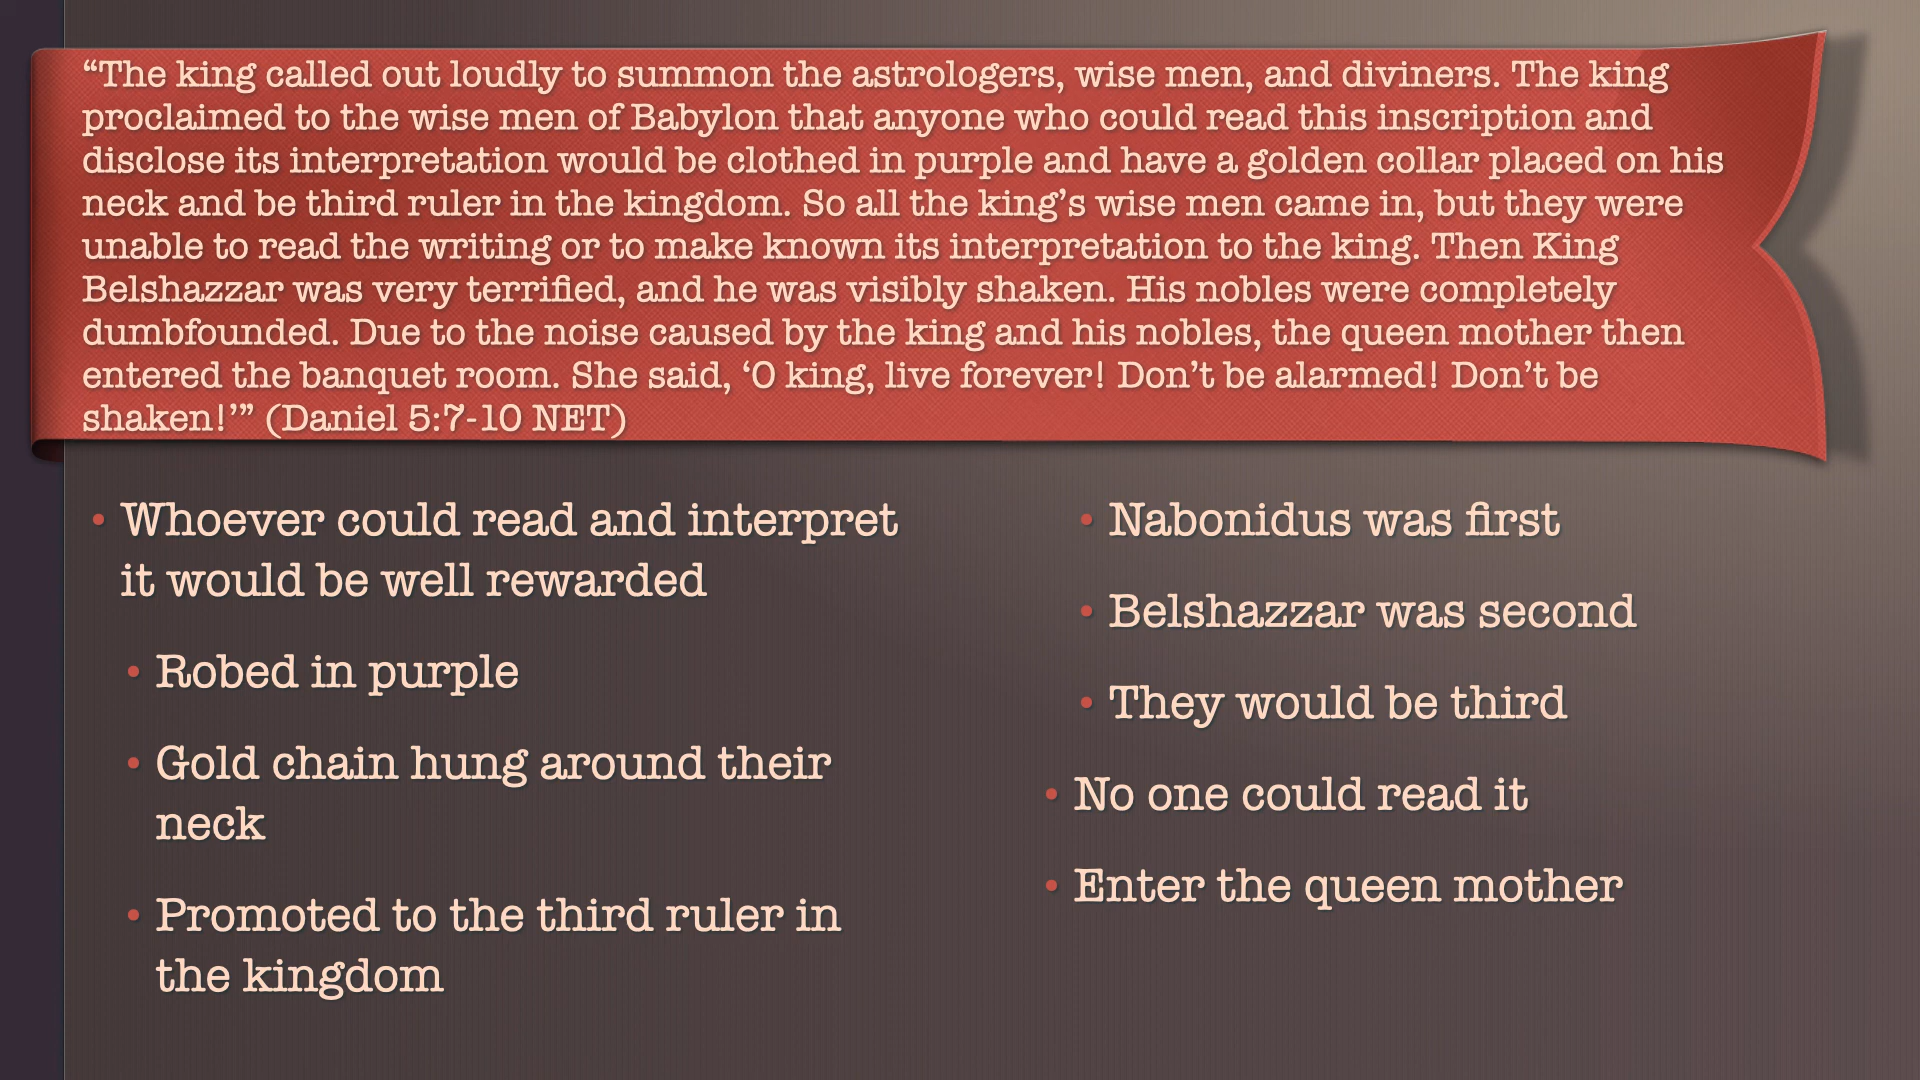 “The king called out loudly to summon the astrologers, wise men, and diviners. The king
proclaimed to the wise men of Babylon that anyone who could read this inscription and
disclose its interpretation would be clothed in purple and have a golden collar placed on his
neck and be third ruler in the kingdom. So all the king’s wise men came in, but they were
unable to read the writing or to make known its interpretation to the king. Then King
Belshazzar was very terrified, and he was visibly shaken. His nobles were completely
dumbfounded. Due to the noise caused by the king and his nobles, the queen mother then
entered the banquet room. She said, ‘O king, live forever! Don’t be alarmed! Don’t be
shaken!’” (Daniel 5:7-10 NET)
• Whoever could read and interpret
it would be well rewarded
• Robed in purple
• Gold chain hung around their
neck
• Promoted to the third ruler in
the kingdom
• Nabonidus was first
• Belshazzar was second
• They would be third
• No one could read it
• Enter the queen mother